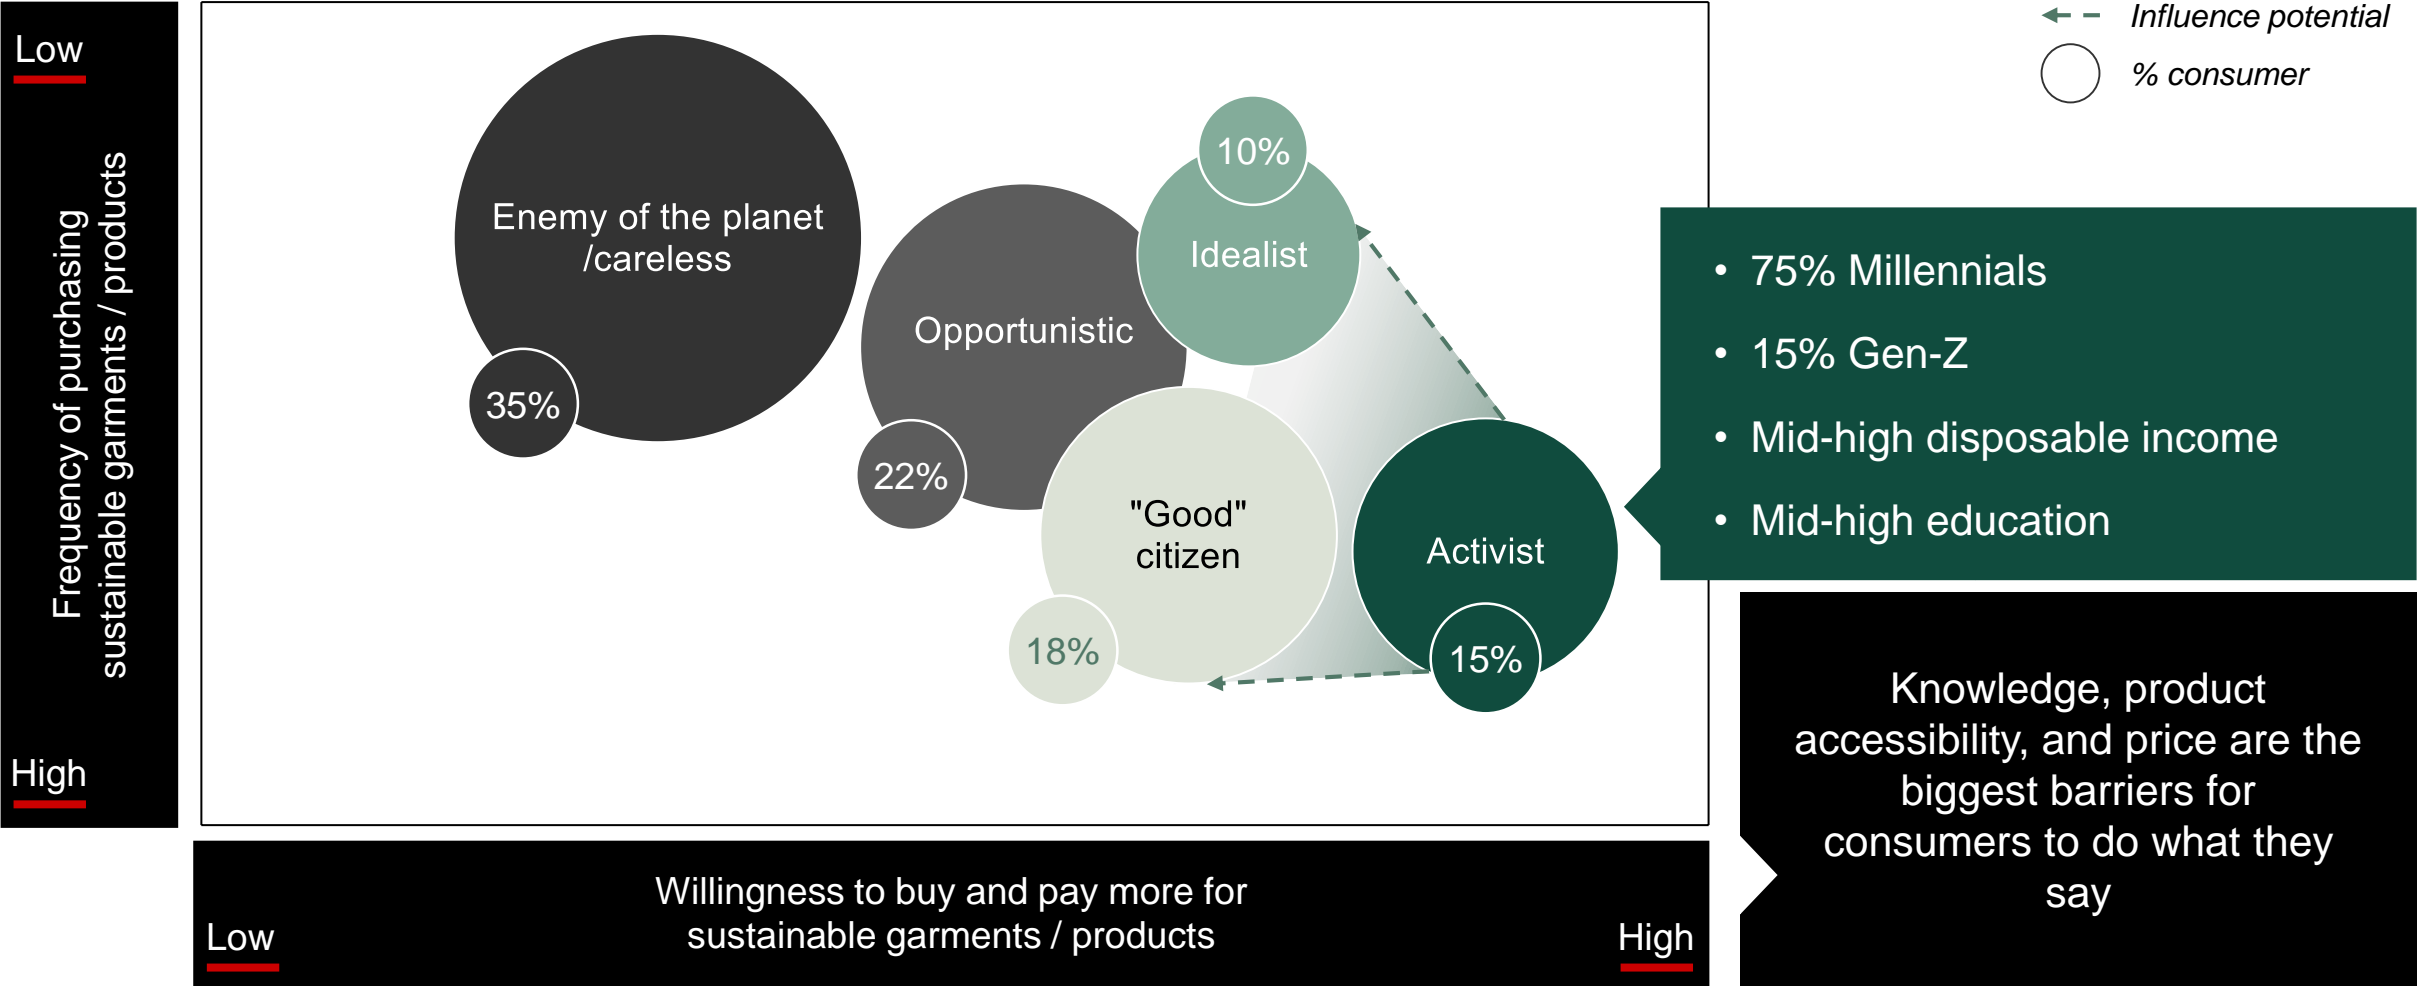 Low
Frequency of purchasing
sustainable garments / products
High
Influence potential
% consumer
Enemy of the planet
/careless
35%
Opportunistic
22%
10%
Idealist
"Good"
citizen
18%
Activist
15%
• 75% Millennials
• 15% Gen-Z
• Mid-high disposable income
• Mid-high education
Knowledge, product
accessibility, and price are the
biggest barriers for
consumers to do what they
say
Willingness to buy and pay more for
sustainable garments / products
Low
High